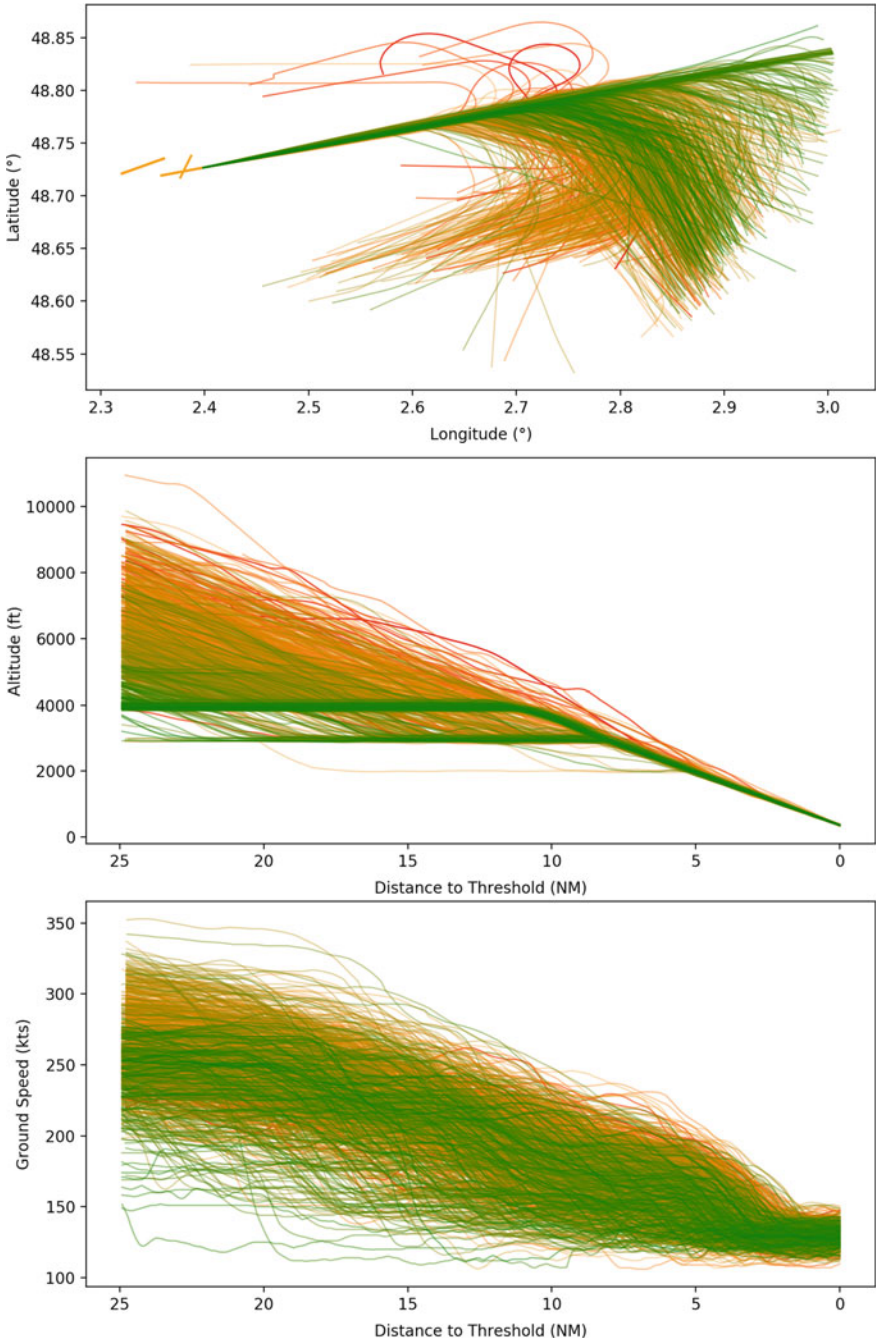 48.85
48.80
48.75
48.70
48.65
48.60
48.55
Latitude (°)
2.3 2.4 2.5 2.6 2.7 2.8 2.9 3.0
Longitude (°)
10000
8000
6000
4000
2000
0
Altitude (ft)
25 20 15 10 5 0
Distance to Threshold (NM)
350
300
250
200
150
100
Ground Speed (kts)
25 20 15 10 5 0
Distance to Threshold (NM)